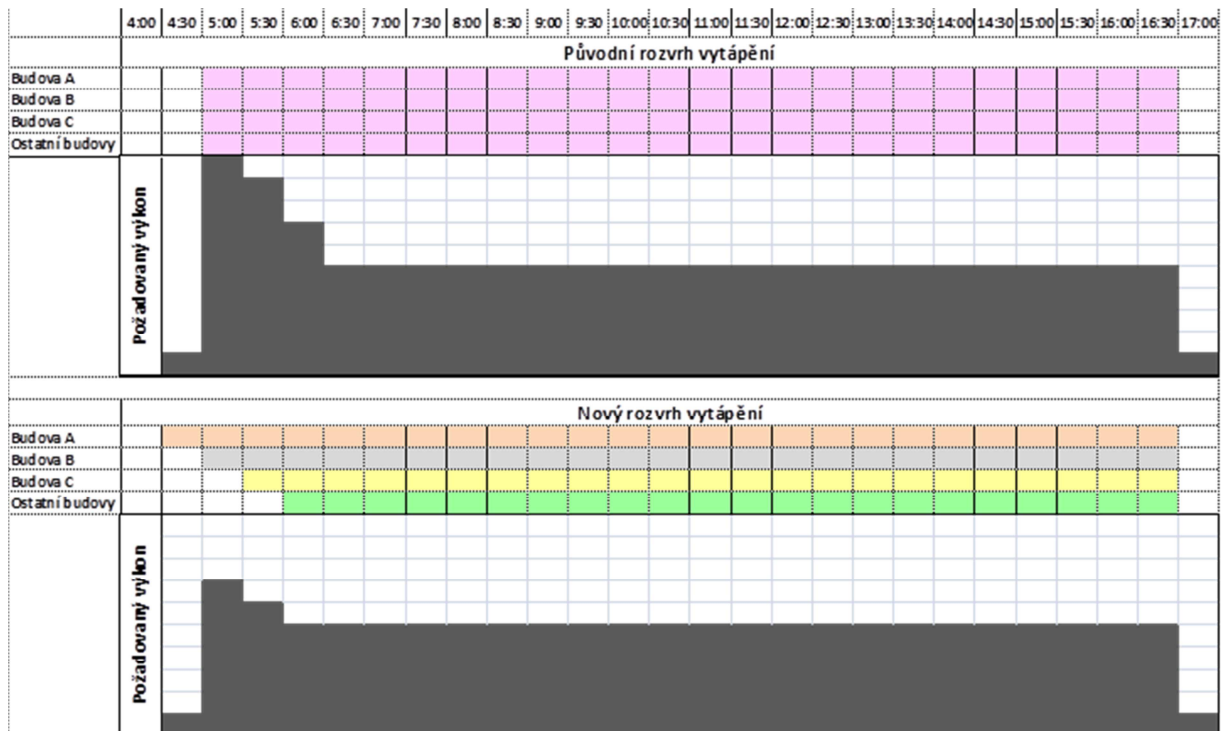 4:00 4:30 5:00 5:30 6:00 6:30 7:00 7:30 8:00 8:30 9:00 9:30 10:00 10:30 11:00 11:30 12:00 12:30 13:00 13:30 14:00 14:30 15:00 15:30 16:00 16:30 17:00
Původní rozvrh vytápění
Budova A
Budova B
Budova C
Ostatní budovy
Požadovaný výkon
Nový rozvrh vytápění
Budova A
Budova B
Budova C
Ostatní budovy
Požadovaný výkon